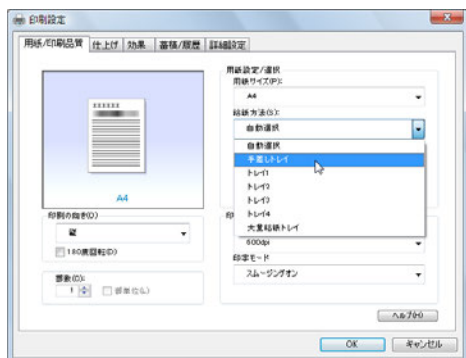 印刷設定
用紙/印刷品質 仕上げ 効果 蓄積/履歴 詳細設定
用紙設定/選択
用紙サイズ(P):
A4
給紙方法(S):
自動選択
自動選択
手差しトレイ
トレイ1
トレイ2
トレイ3
トレイ4
大量給紙トレイ
A4
印刷の向き(O)
縦
180度回転(D)
600dpi
印字モード
スムージングオン
部数(C):
1 部単位(L)
ヘルプ(H)
OK キャンセル